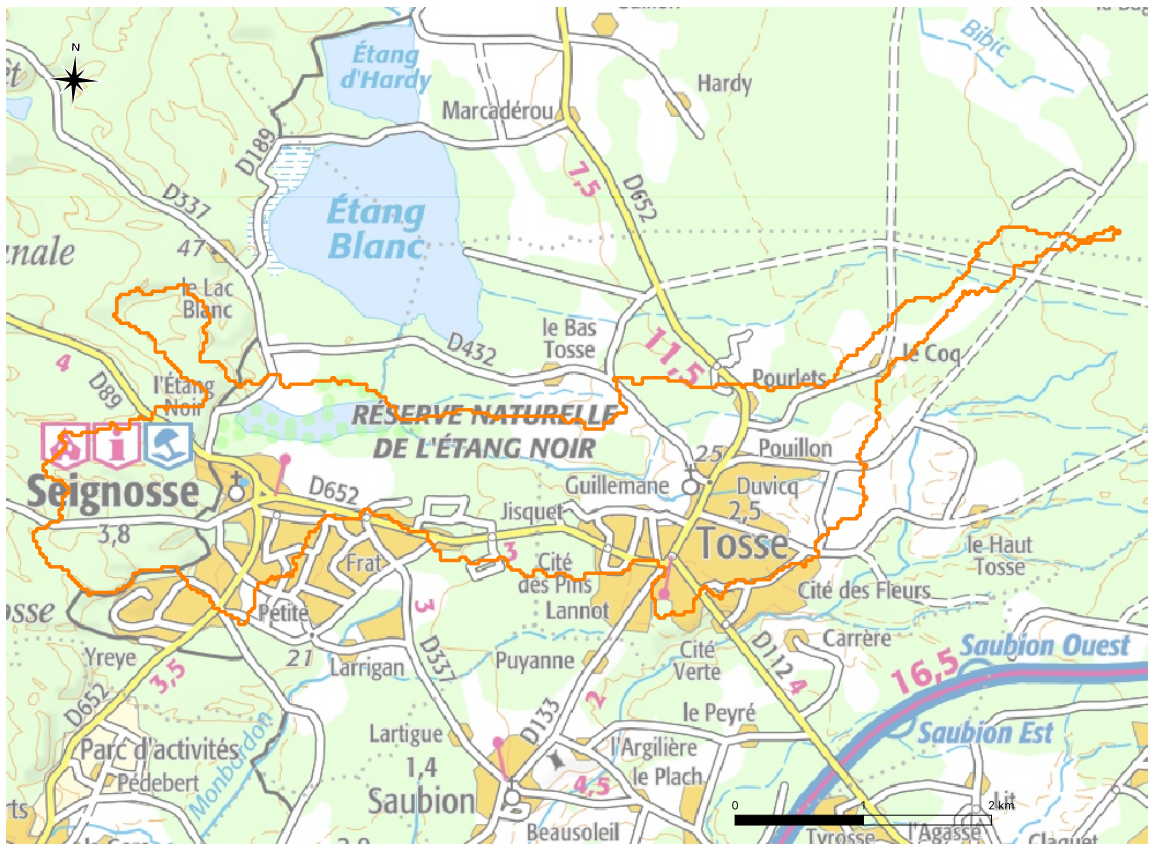 N
Étang
d'Hardy
Bibic
Hardy
Marcadérou
D189
7,5
D652
D337
Étang
Blanc
47
nale
le Lac
Blanc
le Bas
Tosse
D432
11,5
le Coq
4
D89
l'Étang
Noir
Pourlets
RÉSERVE NATURELLE
DE L'ÉTANG NOIR
25
Pouillon
i
Seignosse
D652
Guillemane
Duvicq
2,5
3,8
Jisquet
Tosse
le Haut
Tosse
3
Cité
des Pins
Frat
Lannot
Cité des Fleurs
osse
Pétité
3
Yreye
21
Larrigan
D337
Puyanne
Cité
Verte
D112
4
Carrère
Saubion Ouest
16,5
3,5
D652
2
le Peyré
Saubion Est
Parc d'activités
Pédebert
Monbardon
Lartigue
D133
l'Argilière
le Plach
1,4
Saubion
4,5
0
1
2 km
rts
Beausoleil
Tyrosse
l'Agasse
Lit
Claquet